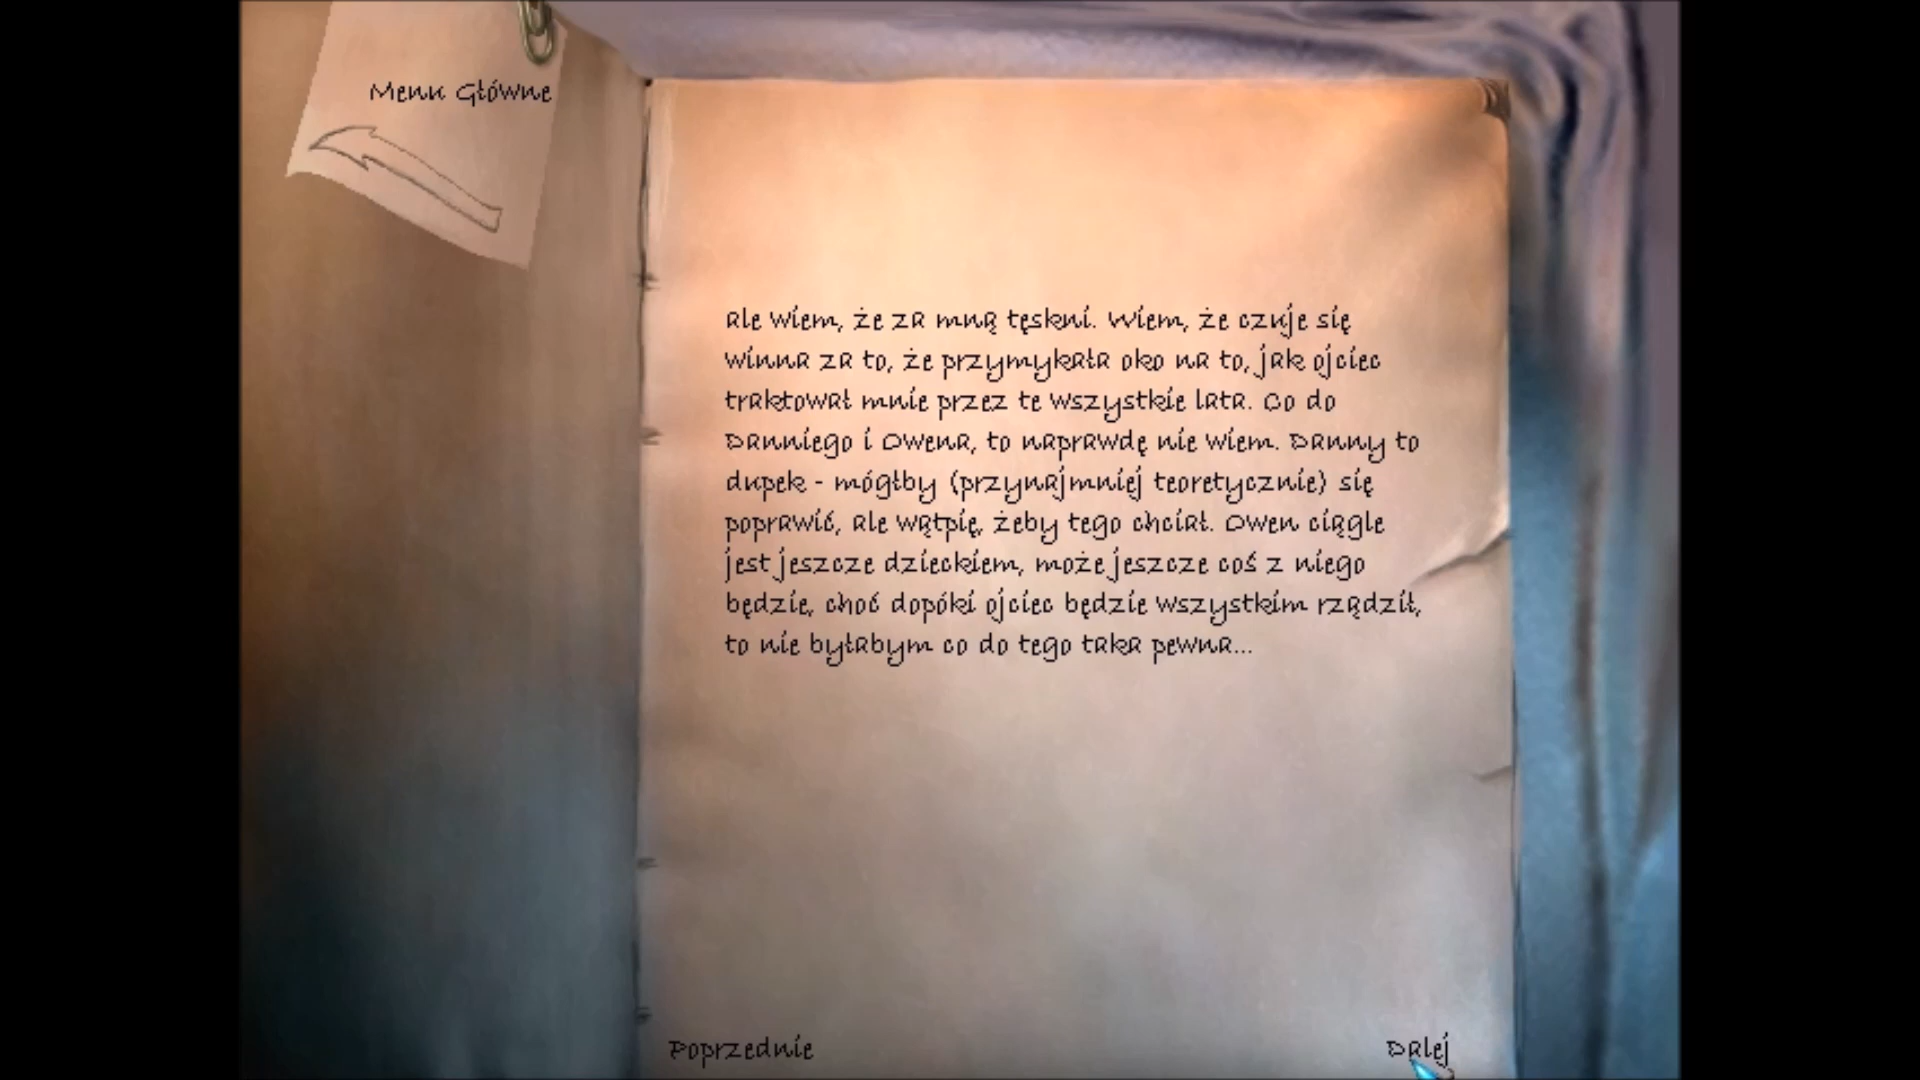 Menu Główne
Ale wiem, że za mną tęskni. Wiem, że czuje się
winna za to, że przymykała oko na to, jak ojciec
traktował mnie przez te wszystkie lata. Co do
Danniego i Owena, to naprawdę nie wiem. Danny to
dupek - mógłby (przynajmniej teoretycznie) się
poprawić, ale wątpię, żeby tego chciał. Owen ciągle
jest jeszcze dzieckiem, może jeszcze coś z niego
będzie, choć dopóki ojciec będzie wszystkim rządził,
to nie byłabym co do tego taka pewna...
Poprzednie
Dalej